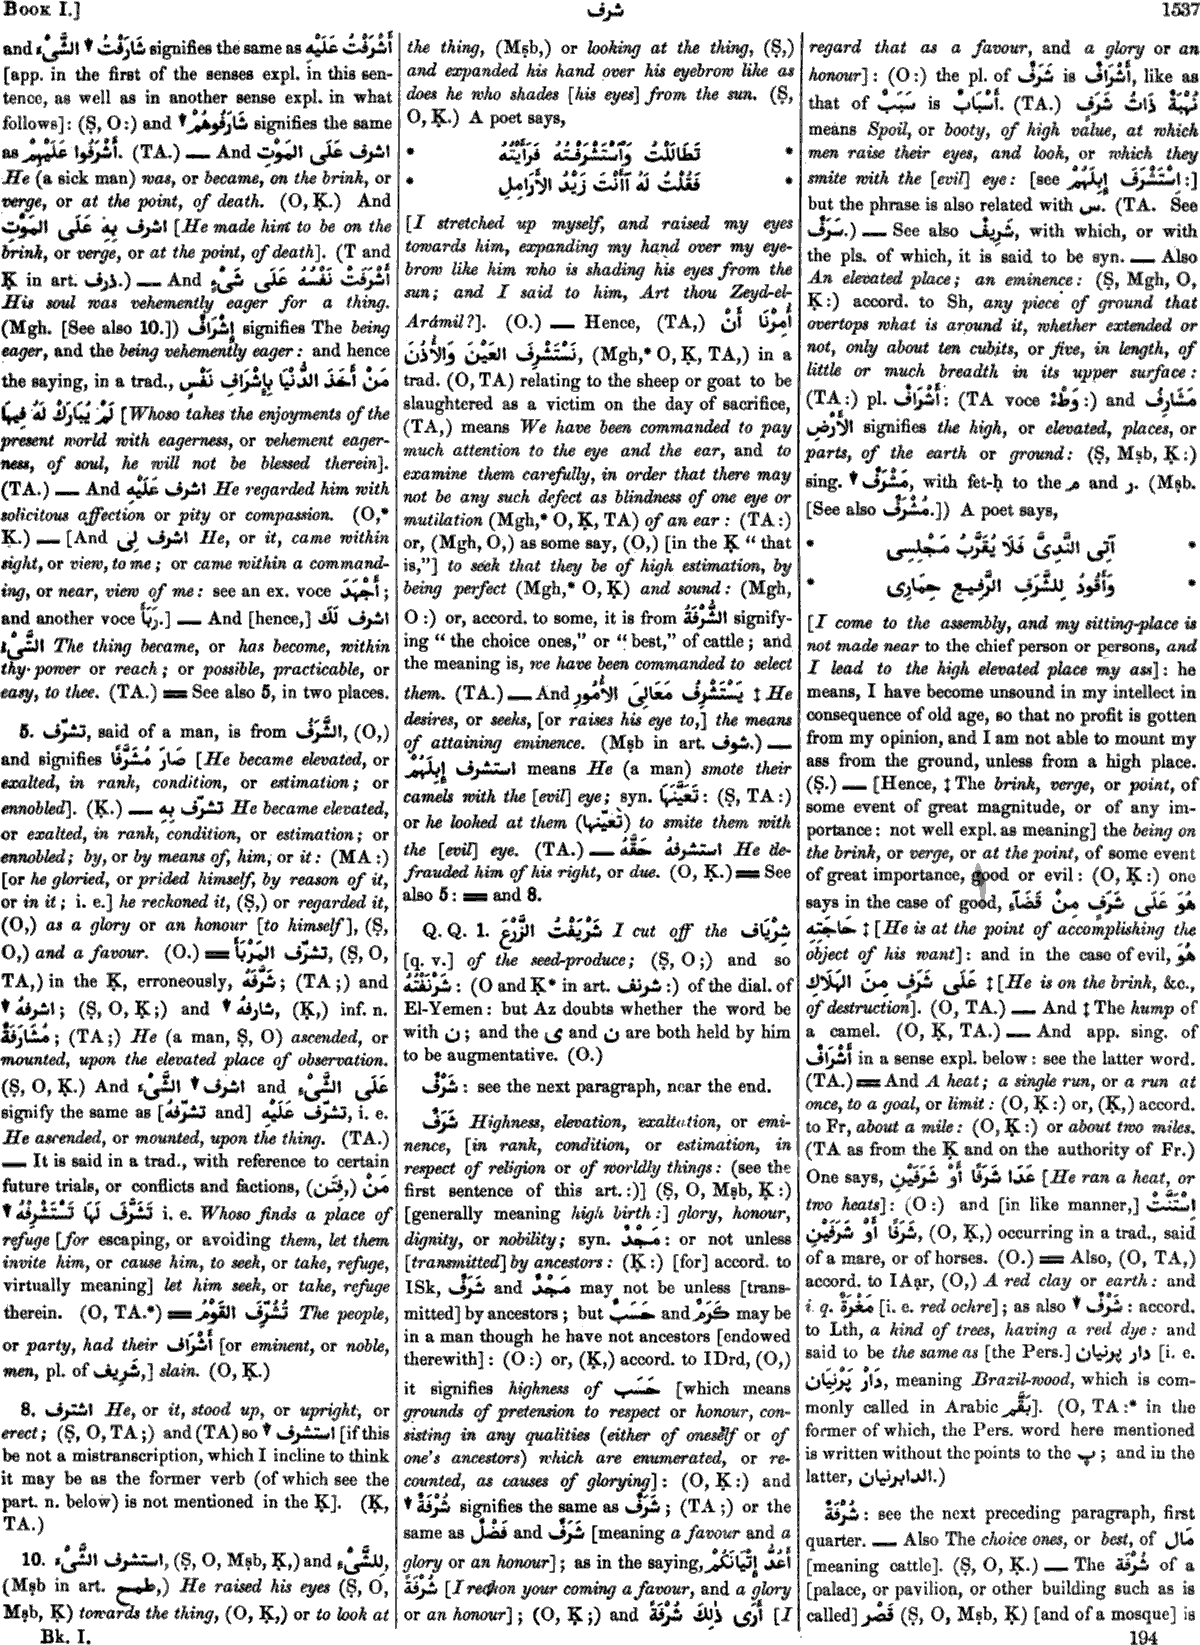 BOOK I.] شرف 1537
and شَارَفْتُ ↑ الشَّىْءَ signifies the same as أَشْرَفْتُ عَلَيْهِ
[app. in the first of the senses expl. in this sen-
tence, as well as in another sense expl. in what
follows]: (Ṣ, O:) and شَارَفُوهُمْ ↑ signifies the same
as أَشْرَفُوا عَلَيْهِمْ. (TA.) — And اشرف عَلَى المَوْتِ
He (a sick man) was, or became, on the brink, or
verge, or at the point, of death. (O, Ḳ.) And
اشرف بِهِ عَلَى المَوْتِ [He made him to be on the
brink, or verge, or at the point, of death]. (T and
Ḳ in art. ذرف.) — And أَشْرَفَتْ نَفْسُهُ عَلَى شَىْءٍ
His soul was vehemently eager for a thing.
(Mgh. [See also 10.]) إِشْرَافٌ signifies The being
eager, and the being vehemently eager: and hence
the saying, in a trad., مَنْ أَخَذَ الدُّنْيَا بِإِشْرَافِ نَفْسٍ
لَمْ يُبَارَكْ لَهُ فِيهَا [Whoso takes the enjoyments of the
present world with eagerness, or vehement eager-
ness, of soul, he will not be blessed therein].
(TA.) — And اشرف عَلَيْهِ He regarded him with
solicitous affection or pity or compassion. (O,*
Ḳ.) — [And اشرف لِى He, or it, came within
sight, or view, to me; or came within a command-
ing, or near, view of me: see an ex. voce أَجْهَدَ;
and another voce رَبَأَ.] — And [hence,] اشرف لَكَ
الشَّىْءُ The thing became, or has become, within
thy power or reach; or possible, practicable, or
easy, to thee. (TA.) ═ See also 5, in two places.
5. تشرّف, said of a man, is from الشَّرَفُ, (O,)
and signifies صَارَ مُشَرَّفًا [He became elevated, or
exalted, in rank, condition, or estimation; or
ennobled]. (Ḳ.) — تشرّف بِهِ He became elevated,
or exalted, in rank, condition, or estimation; or
ennobled; by, or by means of, him, or it: (MA:)
[or he gloried, or prided himself, by reason of it,
or in it; i. e.] he reckoned it, (Ṣ,) or regarded it,
(O,) as a glory or an honour [to himself], (Ṣ,
O,) and a favour. (O.) ═ تشرّف المَرْبَأَ, (Ṣ, O,
TA,) in the Ḳ, erroneously, شَرَّفَهُ; (TA;) and
اشرفهُ ↑; (Ṣ, O, Ḳ;) and شارفهُ ↑, (Ḳ,) inf. n.
مُشَارَفَةٌ; (TA;) He (a man, Ṣ, O) ascended, or
mounted, upon the elevated place of observation.
(Ṣ, O, Ḳ.) And اشرف ↑ الشَّىْءَ and عَلَى الشَّىْءِ
signify the same as [تشرّفهُ and] تشرّف عَلَيْهِ, i. e.
He ascended, or mounted, upon the thing. (TA.)
— It is said in a trad., with reference to certain
future trials, or conflicts and factions, (فِتَن,) مَنْ
تَشَرَّفَ لَهَا تَسْتَشْرِفُهُ ↑ i. e. Whoso finds a place of
refuge [for escaping, or avoiding them, let them
invite him, or cause him, to seek, or take, refuge,
virtually meaning] let him seek, or take, refuge
therein. (O, TA.*) ═ تُشُرِّفَ القَوْمُ The people,
or party, had their أَشْرَاف [or eminent, or noble,
men, pl. of شَرِيف,] slain. (O, Ḳ.)
8. اشترف He, or it, stood up, or upright, or
erect; (Ṣ, O, TA;) and (TA) so استشرف ↑ [if this
be not a mistranscription, which I incline to think
it may be as the former verb (of which see the
part. n. below) is not mentioned in the Ḳ]. (Ḳ,
TA.)
10. استشرف الشَّىْءَ, (Ṣ, O, Mṣb, Ḳ,) and لِلشَّىْءِ,
(Mṣb in art. طمح,) He raised his eyes (Ṣ, O,
Mṣb, Ḳ) towards the thing, (O, Ḳ,) or to look at
Bk. I.
the thing, (Mṣb,) or looking at the thing, (Ṣ,)
and expanded his hand over his eyebrow like as
does he who shades [his eyes] from the sun. (Ṣ,
O, Ḳ.) A poet says,
* تَطَالَلْتُ وَٱسْتَشْرَفْتُهُ فَرَأَيْتُهُ *
* فَقُلْتُ لَهُ آأَنْتَ زَيْدُ الأَرَامِلِ *
[I stretched up myself, and raised my eyes
towards him, expanding my hand over my eye-
brow like him who is shading his eyes from the
sun; and I said to him, Art thou Zeyd-el-
Arámil?]. (O.) — Hence, (TA,) أُمِرْنَا أَنْ
نَسْتَشْرِفَ العَيْنَ وَالأُذُنَ, (Mgh,* O, Ḳ, TA,) in a
trad. (O, TA) relating to the sheep or goat to be
slaughtered as a victim on the day of sacrifice,
(TA,) means We have been commanded to pay
much attention to the eye and the ear, and to
examine them carefully, in order that there may
not be any such defect as blindness of one eye or
mutilation (Mgh,* O, Ḳ, TA) of an ear: (TA:)
or, (Mgh, O,) as some say, (O,) [in the Ḳ "that
is,"] to seek that they be of high estimation, by
being perfect (Mgh,* O, Ḳ) and sound: (Mgh,
O:) or, accord. to some, it is from الشُّرْفَةُ signify-
ing "the choice ones," or "best," of cattle; and
the meaning is, we have been commanded to select
them. (TA.) — And يَسْتَشْرِفُ مَعَالِىَ الأُمُورِ ‡ He
desires, or seeks, [or raises his eye to,] the means
of attaining eminence. (Mṣb in art. شوف.) —
استشرف إِبِلَهُمْ means He (a man) smote their
camels with the [evil] eye; syn. تَعَيَّنَهَا: (Ṣ, TA:)
or he looked at them (تعيّنها) to smite them with
the [evil] eye. (TA.) — استشرفهُ حَقَّهُ He de-
frauded him of his right, or due. (O, Ḳ.) ═ See
also 5: ═ and 8.
Q. Q. 1. شَرْيَفْتُ الزَّرْعَ I cut off the شِرْيَاف
[q. v.] of the seed-produce; (Ṣ, O;) and so
شَرْنَفْتُهُ: (O and Ḳ* in art. شرنف:) of the dial. of
El-Yemen: but Az doubts whether the word be
with ن; and the ى and ن are both held by him
to be augmentative. (O.)
شَرْفٌ: see the next paragraph, near the end.
شَرَفٌ Highness, elevation, exaltation, or emi-
nence, [in rank, condition, or estimation, in
respect of religion or of worldly things: (see the
first sentence of this art.:)] (Ṣ, O, Mṣb, Ḳ:)
[generally meaning high birth:] glory, honour,
dignity, or nobility; syn. مَجْدٌ: or not unless
[transmitted] by ancestors: (Ḳ:) [for] accord. to
ISk, شَرَفٌ and مَجْدٌ may not be unless [trans-
mitted] by ancestors; but حَسَبٌ and كَرَمٌ may be
in a man though he have not ancestors [endowed
therewith]: (O:) or, (Ḳ,) accord. to IDrd, (O,)
it signifies highness of حَسَب [which means
grounds of pretension to respect or honour, con-
sisting in any qualities (either of oneself or of
one's ancestors) which are enumerated, or re-
counted, as causes of glorying]: (O, Ḳ:) and
شُرْفَةٌ ↑ signifies the same as شَرَفٌ; (TA;) or the
same as فَضْلٌ and شَرَفٌ [meaning a favour and a
glory or an honour]; as in the saying, أَعُدُّ إِتْيَانَكُمْ
شُرْفَةً [I reckon your coming a favour, and a glory
or an honour]; (O, Ḳ;) and أَرَى ذٰلِكَ شُرْفَةً [I
regard that as a favour, and a glory or an
honour]: (O:) the pl. of شَرَفٌ is أَشْرَافٌ, like as
that of سَبَبٌ is أَسْبَابٌ. (TA.) نُهْبَةٌ ذَاتُ شَرَفٍ
means Spoil, or booty, of high value, at which
men raise their eyes, and look, or which they
smite with the [evil] eye: [see اِسْتَشْرَفَ إِبِلَهُمْ:]
but the phrase is also related with س. (TA. See
سَرَفٌ.) — See also شَرِيفٌ, with which, or with
the pls. of which, it is said to be syn. — Also
An elevated place; an eminence: (Ṣ, Mgh, O,
Ḳ:) accord. to Sh, any piece of ground that
overtops what is around it, whether extended or
not, only about ten cubits, or five, in length, of
little or much breadth in its upper surface:
(TA:) pl. أَشْرَافٌ: (TA voce وَطْءٌ:) and مَشَارِفُ
الأَرْضِ signifies the high, or elevated, places, or
parts, of the earth or ground: (Ṣ, Mṣb, Ḳ:)
sing. مَشْرَفٌ ↑, with fet-ḥ to the م and ر. (Mṣb.
[See also مُشْرَفٌ.]) A poet says,
* آتِى النَّدِىَّ فَلَا يُقَرَّبُ مَجْلِسِى *
* وَأَقُودُ لِلشَّرَفِ الرَّفِيعِ حِمَارِى *
[I come to the assembly, and my sitting-place is
not made near to the chief person or persons, and
I lead to the high elevated place my ass]: he
means, I have become unsound in my intellect in
consequence of old age, so that no profit is gotten
from my opinion, and I am not able to mount my
ass from the ground, unless from a high place.
(Ṣ.) — [Hence, ‡ The brink, verge, or point, of
some event of great magnitude, or of any im-
portance: not well expl. as meaning] the being on
the brink, or verge, or at the point, of some event
of great importance, good or evil: (O, Ḳ:) one
says in the case of good, هُوَ عَلَى شَرَفٍ مِنْ قَضَآءِ
حَاجَتِهِ ‡ [He is at the point of accomplishing the
object of his want]: and in the case of evil, هُوَ
عَلَى شَرَفٍ مِنَ الهَلَاكِ ‡ [He is on the brink, &c.,
of destruction]. (O, TA.) — And ‡ The hump of
a camel. (O, Ḳ, TA.) — And app. sing. of
أَشْرَافٌ in a sense expl. below: see the latter word.
(TA.) ═ And A heat; a single run, or a run at
once, to a goal, or limit: (O, Ḳ:) or, (Ḳ,) accord.
to Fr, about a mile: (O, Ḳ:) or about two miles.
(TA as from the Ḳ and on the authority of Fr.)
One says, عَدَا شَرَفًا أَوْ شَرَفَيْنِ [He ran a heat, or
two heats]: (O:) and [in like manner,] اِسْتَنَّتْ
شَرَفًا أَوْ شَرَفَيْنِ, (O, Ḳ,) occurring in a trad., said
of a mare, or of horses. (O.) ═ Also, (O, TA,)
accord. to IAạr, (O,) A red clay or earth: and
i. q. مَغْرَةٌ [i. e. red ochre]; as also شَرْفٌ ↑: accord.
to Lth, a kind of trees, having a red dye: and
said to be the same as [the Pers.] دار پرنيان [i. e.
دَارْ پَرْنِيَان, meaning Brazil-wood, which is com-
monly called in Arabic بَقَّم]. (O, TA:* in the
former of which, the Pers. word here mentioned
is written without the points to the پ; and in the
latter, الدابرنيان.)
شُرْفَةٌ: see the next preceding paragraph, first
quarter. — Also The choice ones, or best, of مَال
[meaning cattle]. (Ṣ, O, Ḳ.) — The شُرْفَة of a
[palace, or pavilion, or other building such as is
called] قَصْر (Ṣ, O, Mṣb, Ḳ) [and of a mosque] is
194